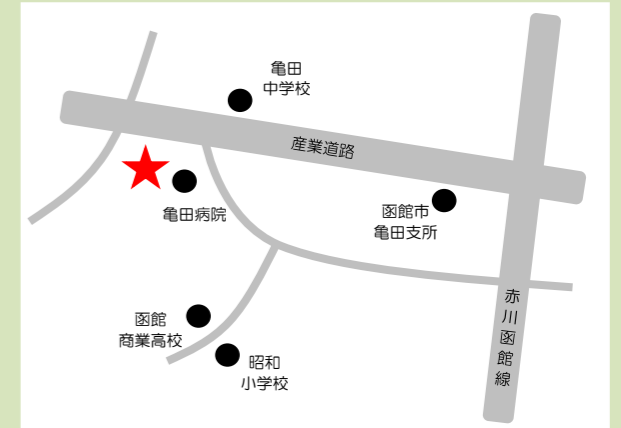 亀田
中学校
産業道路
亀田病院
函館市
亀田支所
赤川函館線
函館
商業高校
昭和
小学校